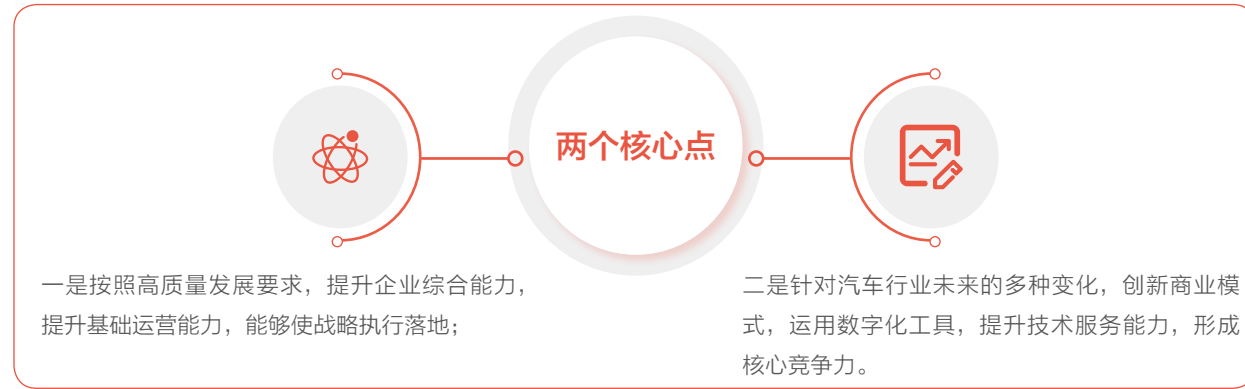 两个核心点
一是按照高质量发展要求，提升企业综合能力，
提升基础运营能力，能够使战略执行落地；
二是针对汽车行业未来的多种变化，创新商业模
式，运用数字化工具，提升技术服务能力，形成
核心竞争力。